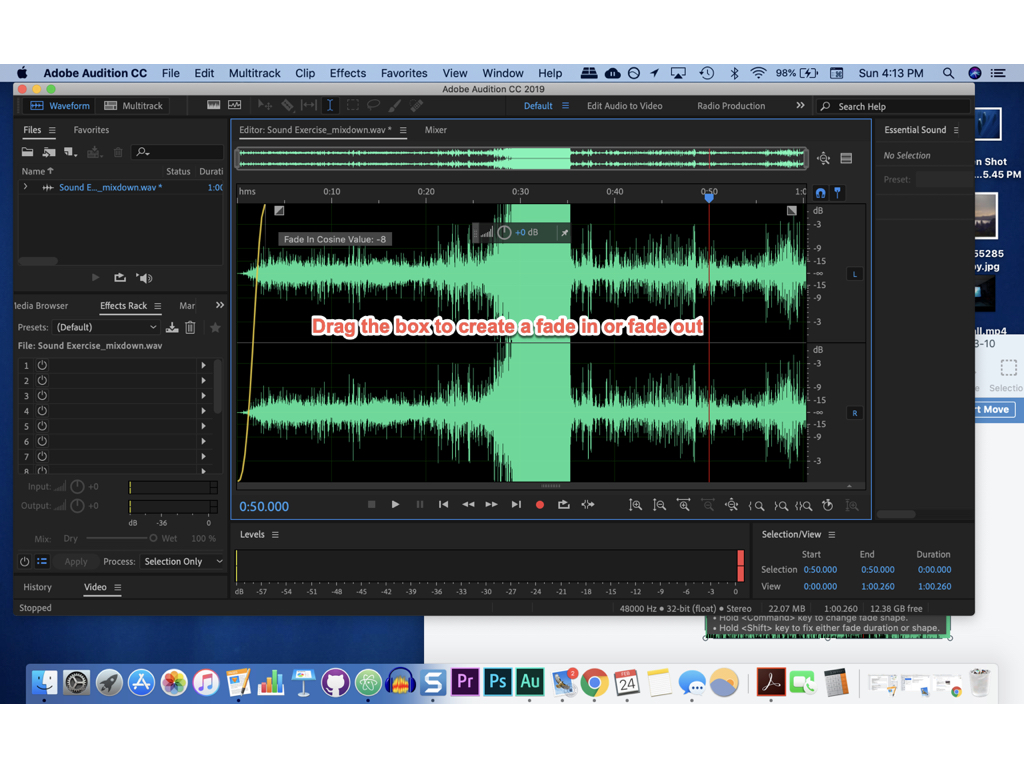 Adobe Audition CC File Edit Multitrack Clip Effects Favorites View Window Help 98% Sun 4:13 PM
Adobe Audition CC 2019
Waveform Multitrack Default Edit Audio to Video Radio Production Search Help
Files Favorites
Name Status Durati
Sound E..._mixdown.wav * 1:00
Editor: Sound Exercise_mixdown.wav * Mixer
Essential Sound
No Selection
Preset:
n Shot
...5.45 PM
hms 0:10 0:20 0:30 0:40 0:50 1:0
dB
-3
-9
-15
-∞
-15
-9
-3
L
Fade In Cosine Value: -8
+0 dB
Drag the box to create a fade in or fade out
dB
-3
-9
-15
-∞
-15
-9
-3
R
55285
ll.mp4
3-10
Selectio
rt Move
Effects Rack Mar
Presets: (Default)
File: Sound Exercise_mixdown.wav
1
2
3
4
5
6
7
8
Input: +0
Output: +0
dB -36 0
Mix: Dry Wet 100 %
Apply Process: Selection Only
History Video
Stopped
0:50.000
Levels
dB -57 -54 -51 -48 -45 -42 -39 -36 -33 -30 -27 -24 -21 -18 -15 -12 -9 -6 -3 0
Selection/View
Start End Duration
Selection 0:50.000 0:50.000 0:00.000
View 0:00.000 1:00.260 1:00.260
48000 Hz ● 32-bit (float) ● Stereo 22.07 MB 1:00.260 12.38 GB free
• Hold <Command> key to change fade shape.
• Hold <Shift> key to fix either fade duration or shape.
Pr Ps Au
24